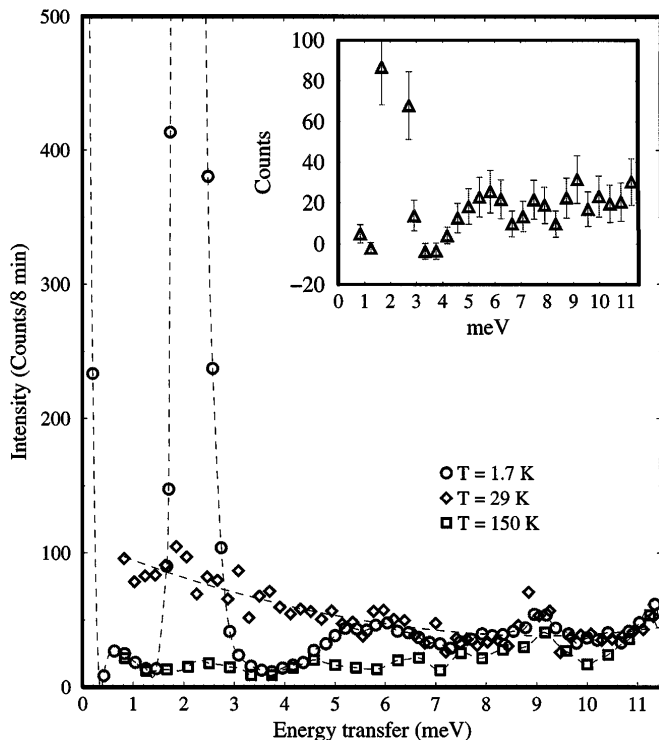 500
400
300
200
100
0
Intensity (Counts/8 min)
0 1 2 3 4 5 6 7 8 9 10 11
Energy transfer (meV)
T = 1.7 K
T = 29 K
T = 150 K
100
80
60
40
20
0
−20
Counts
0 1 2 3 4 5 6 7 8 9 10 11
meV